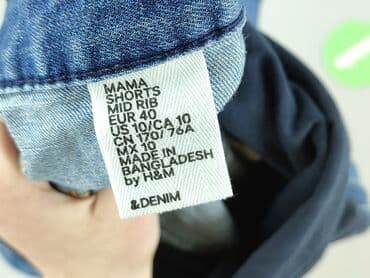 MAMA
SHORTS
MID RIB
EUR 40
US 10/CA 10
CN 170/76A
MX 10
MADE IN
BANGLADESH
by H&M
&DENIM